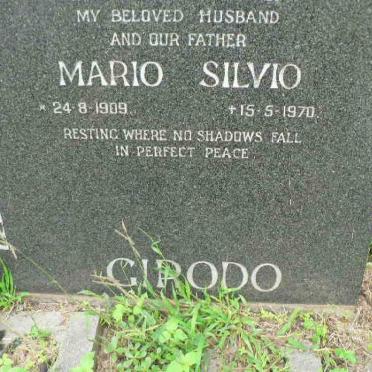 MY BELOVED HUSBAND
AND OUR FATHER
MARIO SILVIO
* 24-8-1909. +15-5-1970.
RESTING WHERE NO SHADOWS FALL
IN PERFECT PEACE
GIRODO